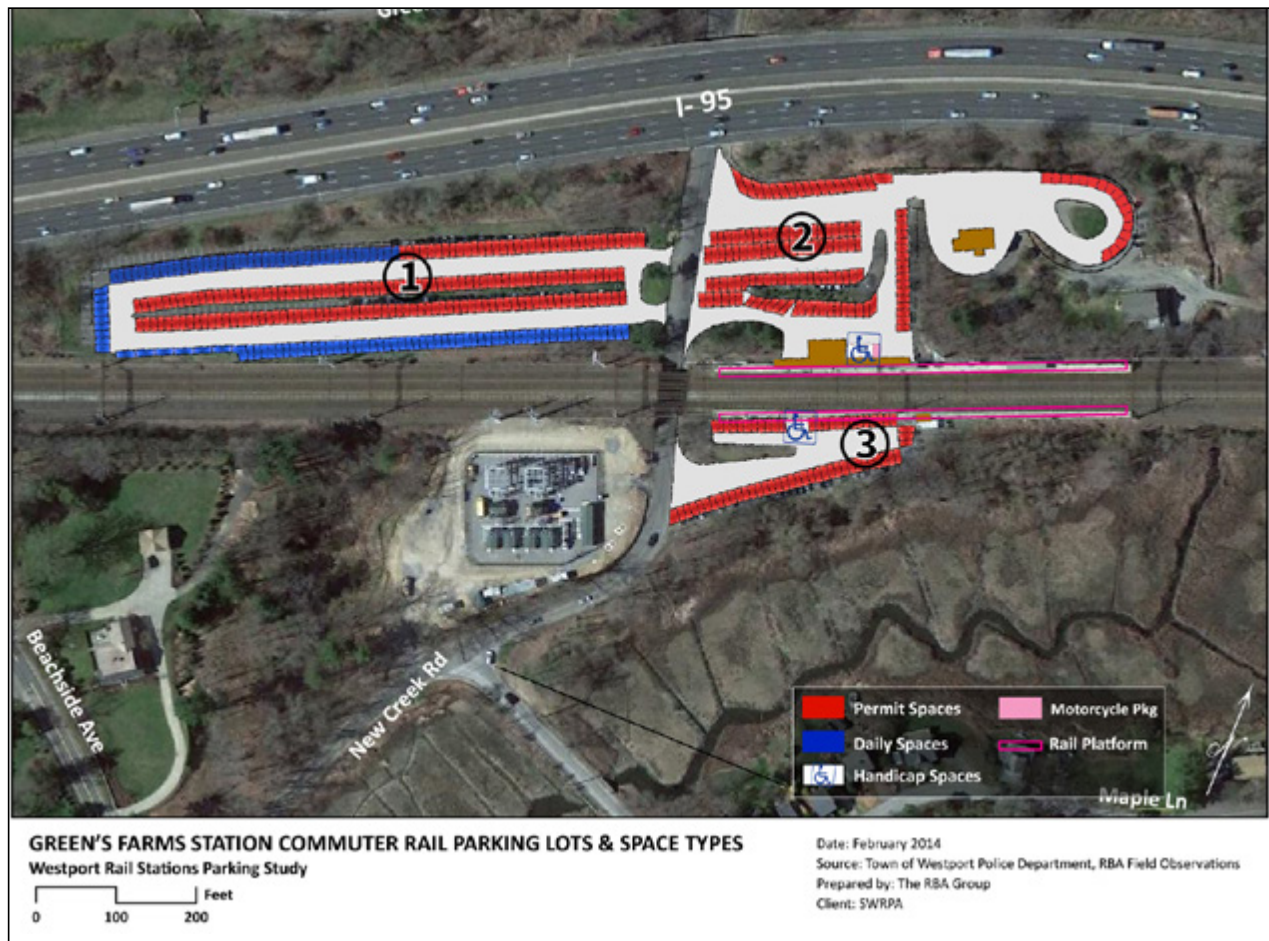 I- 95
2
1
3
Beachside Ave
New Creek Rd
Permit Spaces
Motorcycle Pkg
Daily Spaces
Rail Platform
Handicap Spaces
Maple Ln
GREEN'S FARMS STATION COMMUTER RAIL PARKING LOTS & SPACE TYPES
Westport Rail Stations Parking Study
Feet
0 100 200
Date: February 2014
Source: Town of Westport Police Department, RBA Field Observations
Prepared by: The RBA Group
Client: SWRPA